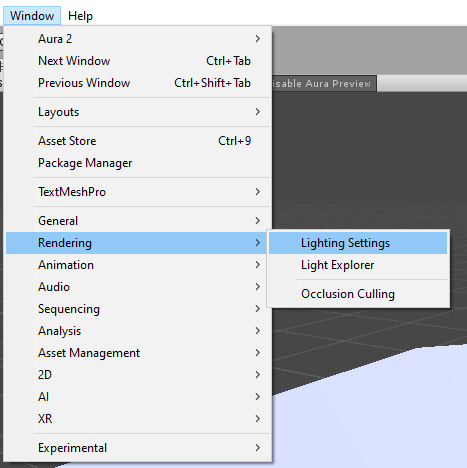 Window Help
Aura 2
Next Window Ctrl+Tab
Previous Window Ctrl+Shift+Tab
isable Aura Preview
Layouts
Asset Store Ctrl+9
Package Manager
TextMeshPro
General
Rendering Lighting Settings
Animation Light Explorer
Audio Occlusion Culling
Sequencing
Analysis
Asset Management
2D
AI
XR
Experimental